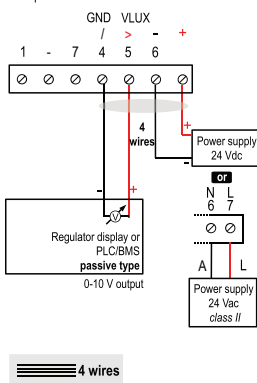 GND VLUX
/ > - +
1 - 7 4 5 6
4
wires
+
-
Power supply
24 Vdc
or
N L
6 7
- +
V
Regulator display or
PLC/BMS
passive type
0-10 V output
A L
Power supply
24 Vac
class II
4 wires